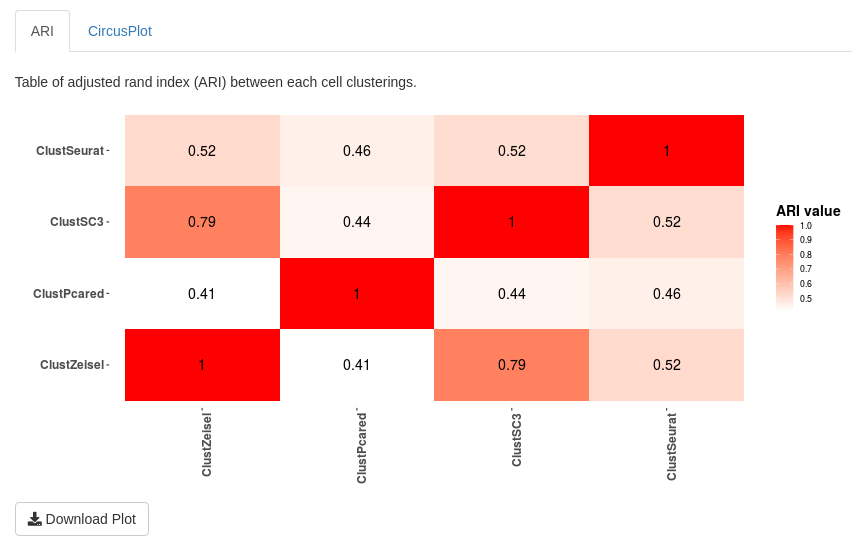 ARI CircusPlot
Table of adjusted rand index (ARI) between each cell clusterings.
ClustSeurat - 0.52 0.46 0.52 1
ClustSC3 - 0.79 0.44 1 0.52
ClustPcared - 0.41 1 0.44 0.46
ClustZeisel - 1 0.41 0.79 0.52
ClustZeisel - ClustPcared - ClustSC3 - ClustSeurat -
ARI value
1.0
0.9
0.8
0.7
0.6
0.5
Download Plot